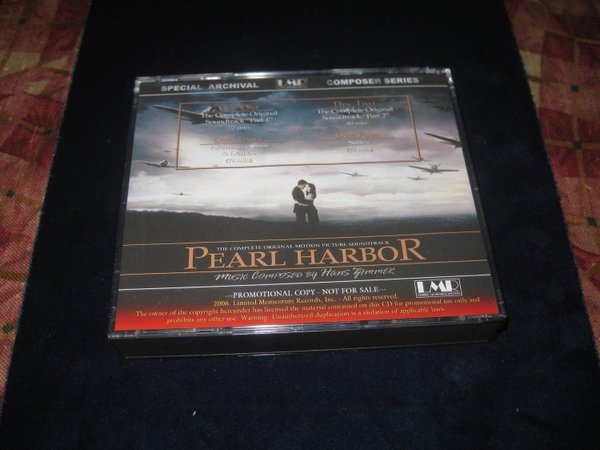 SPECIAL ARCHIVAL LMR COMPOSER SERIES
Disc Two
The Complete Original
Soundtrack "Part 1"
77 min
The Complete Original
Soundtrack "Part 2"
Suites
THE COMPLETE ORIGINAL MOTION PICTURE SOUNDTRACK
PEARL HARBOR
MUSIC COMPOSED BY HANS ZIMMER
LMR
---PROMOTIONAL COPY - NOT FOR SALE---
2006. Limited Momentum Records, Inc. - All rights reserved.
- The owner of the copyright hereunder has licensed the material contained on this CD for promotional use only and
prohibits any other use. Warning: Unauthorized duplication is a violation of applicable laws.